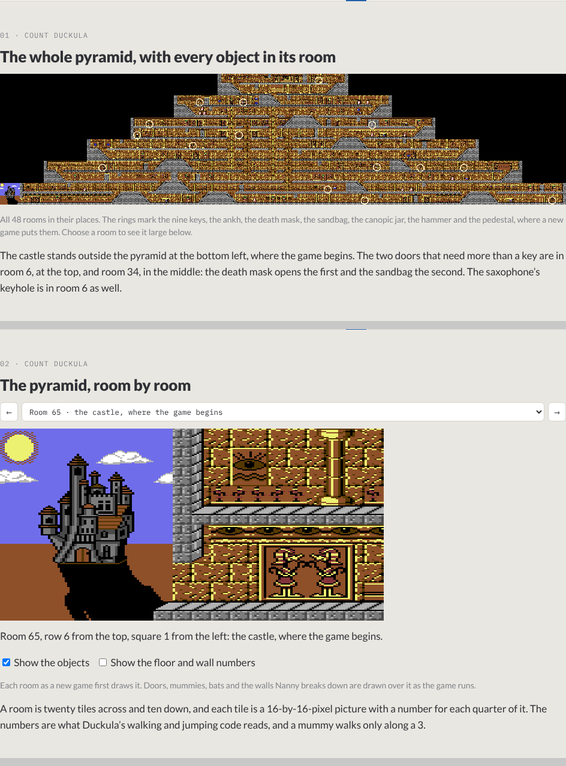 01 · COUNT DUCKULA
The whole pyramid, with every object in its room
All 48 rooms in their places. The rings mark the nine keys, the ankh, the death mask, the sandbag, the canopic jar, the hammer and the pedestal, where a new
game puts them. Choose a room to see it large below.
The castle stands outside the pyramid at the bottom left, where the game begins. The two doors that need more than a key are in
room 6, at the top, and room 34, in the middle: the death mask opens the first and the sandbag the second. The saxophone's
keyhole is in room 6 as well.
02 · COUNT DUCKULA
The pyramid, room by room
← Room 65 · the castle, where the game begins →
Room 65, row 6 from the top, square 1 from the left: the castle, where the game begins.
Show the objects Show the floor and wall numbers
Each room as a new game first draws it. Doors, mummies, bats and the walls Nanny breaks down are drawn over it as the game runs.
A room is twenty tiles across and ten down, and each tile is a 16-by-16-pixel picture with a number for each quarter of it. The
numbers are what Duckula's walking and jumping code reads, and a mummy walks only along a 3.